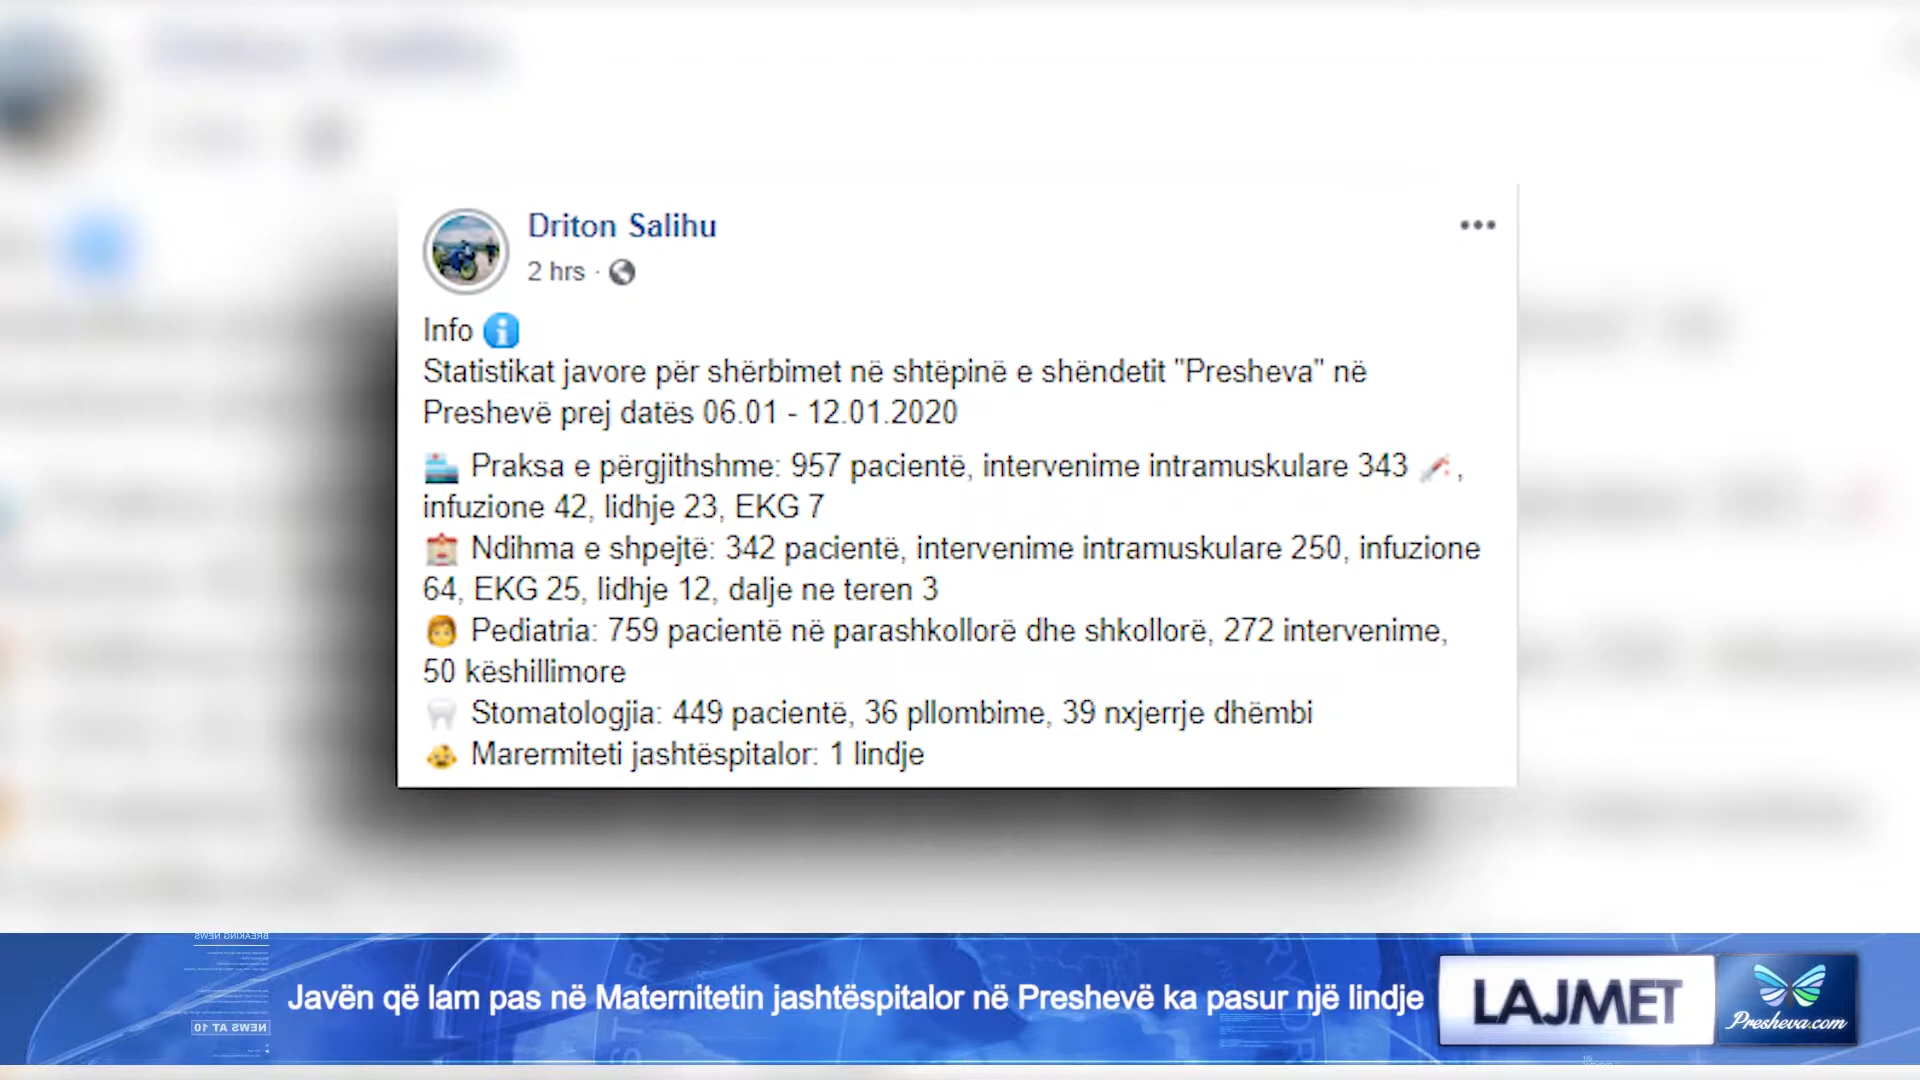 Driton Salihu
2 hrs ·
Info
Statistikat javore për shërbimet në shtëpinë e shëndetit "Presheva" në
Preshevë prej datës 06.01 - 12.01.2020
Praksa e përgjithshme: 957 pacientë, intervenime intramuskulare 343 ,
infuzione 42, lidhje 23, EKG 7
Ndihma e shpejtë: 342 pacientë, intervenime intramuskulare 250, infuzione
64, EKG 25, lidhje 12, dalje ne teren 3
Pediatria: 759 pacientë në parashkollorë dhe shkollorë, 272 intervenime,
50 këshillimore
Stomatologjia: 449 pacientë, 36 pllombime, 39 nxjerrje dhëmbi
Marermiteti jashtëspitalor: 1 lindje
BREAKING NEWS
NEWS AT 10
Javën që lam pas në Maternitetin jashtëspitalor në Preshevë ka pasur një lindje
LAJMET
Presheva.com